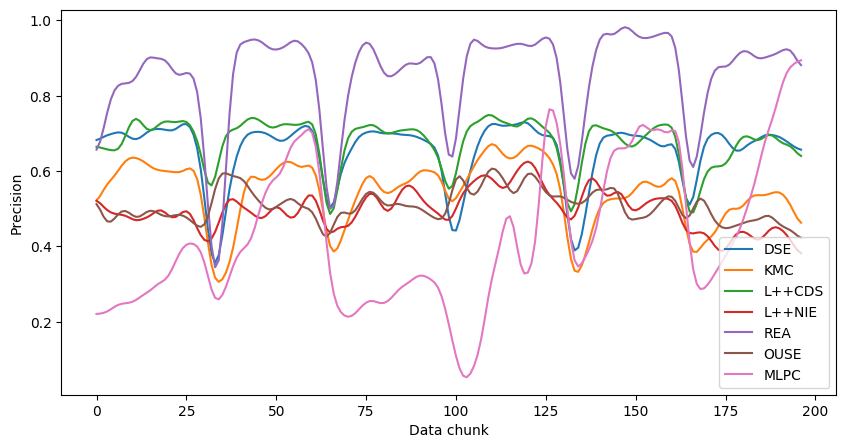 1.0
0.8
0.6
0.4
0.2
Precision
0
25
50
75
100
125
150
175
200
Data chunk
DSE
KMC
L++CDS
L++NIE
REA
OUSE
MLPC